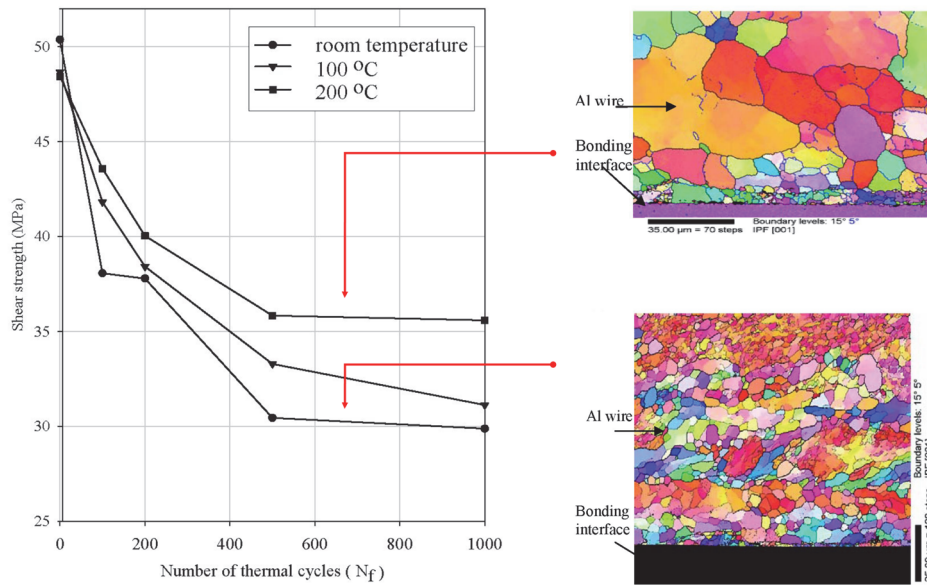 50
45
40
35
30
25
Shear strength (MPa)
0
200
400
600
800
1000
Number of thermal cycles ( Nf )
room temperature
100 ºC
200 ºC
Al wire
Bonding
interface
35.00 µm = 70 steps
Boundary levels: 15° 5°
IPF [001]
Al wire
Bonding
interface
Boundary levels: 15° 5°